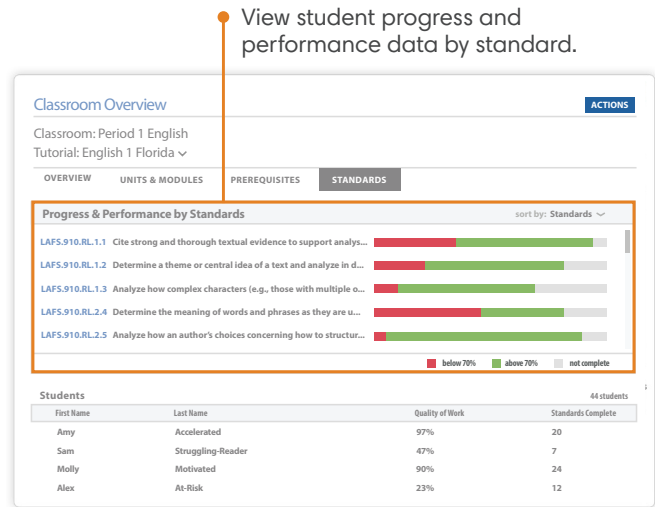 View student progress and
performance data by standard.
Classroom Overview
ACTIONS
Classroom: Period 1 English
Tutorial: English 1 Florida
OVERVIEW UNITS & MODULES PREREQUISITES STANDARDS
Progress & Performance by Standards sort by: Standards
LAFS.910.RL.1.1 Cite strong and thorough textual evidence to support analys...
LAFS.910.RL.1.2 Determine a theme or central idea of a text and analyze in d...
LAFS.910.RL.1.3 Analyze how complex characters (e.g., those with multiple o...
LAFS.910.RL.2.4 Determine the meaning of words and phrases as they are u...
LAFS.910.RL.2.5 Analyze how an author's choices concerning how to structur...
below 70% above 70% not complete
Students 44 students
First Name Last Name Quality of Work Standards Complete
Amy Accelerated 97% 20
Sam Struggling-Reader 47% 7
Molly Motivated 90% 24
Alex At-Risk 23% 12